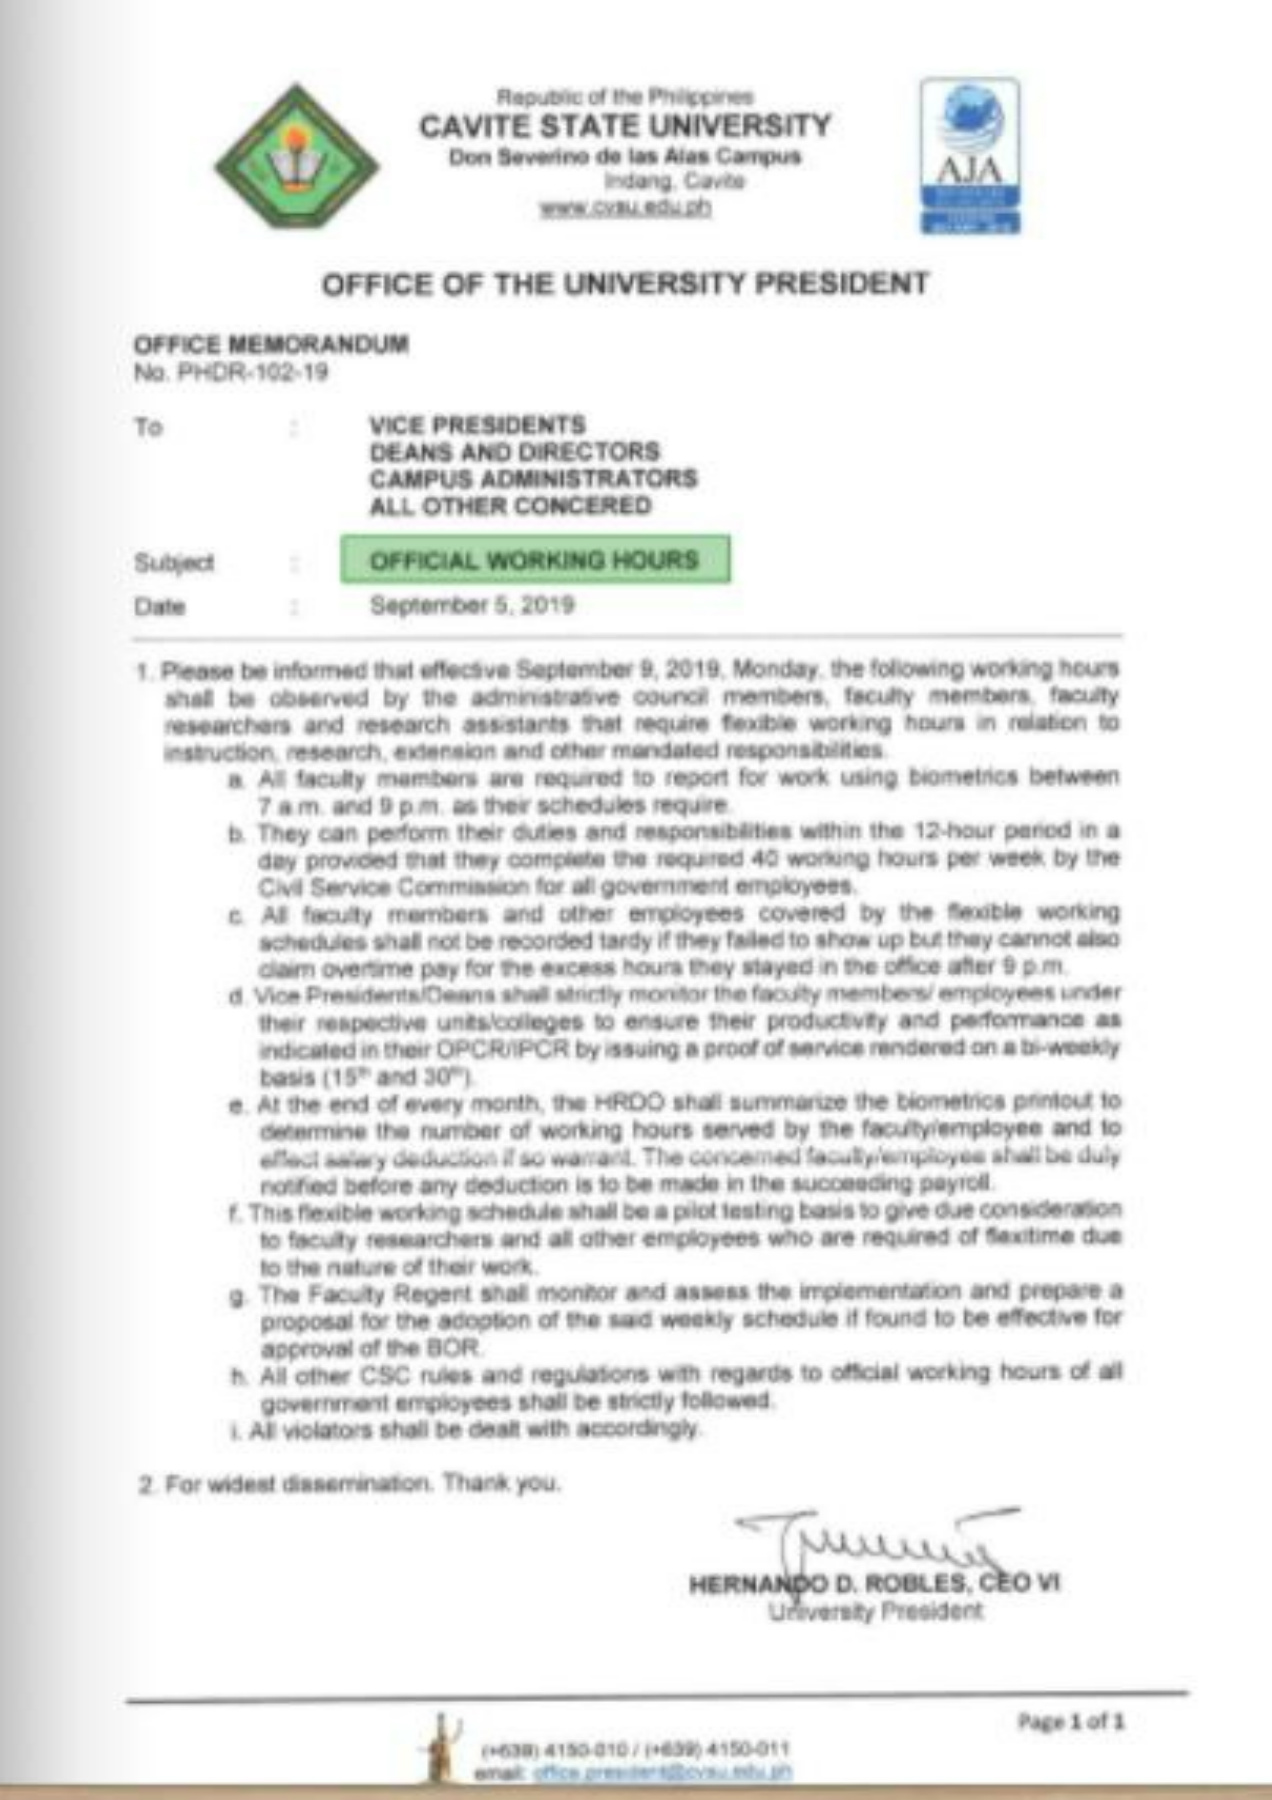 Republic of the Philippines
CAVITE STATE UNIVERSITY
Don Severino de las Alas Campus
Indang, Cavite
www.cvsu.edu.ph
AJA
OFFICE OF THE UNIVERSITY PRESIDENT
OFFICE MEMORANDUM
No. PHDR-102-19
To : VICE PRESIDENTS
DEANS AND DIRECTORS
CAMPUS ADMINISTRATORS
ALL OTHER CONCERED
Subject : OFFICIAL WORKING HOURS
Date : September 5, 2019
1. Please be informed that effective September 9, 2019, Monday, the following working hours
shall be observed by the administrative council members, faculty members, faculty
researchers and research assistants that require flexible working hours in relation to
instruction, research, extension and other mandated responsibilities.
a. All faculty members are required to report for work using biometrics between
7 a.m. and 9 p.m. as their schedules require.
b. They can perform their duties and responsibilities within the 12-hour period in a
day provided that they complete the required 40 working hours per week by the
Civil Service Commission for all government employees.
c. All faculty members and other employees covered by the flexible working
schedules shall not be recorded tardy if they failed to show up but they cannot also
claim overtime pay for the excess hours they stayed in the office after 9 p.m.
d. Vice Presidents/Deans shall strictly monitor the faculty members/ employees under
their respective units/colleges to ensure their productivity and performance as
indicated in their OPCR/IPCR by issuing a proof of service rendered on a bi-weekly
basis (15th and 30th).
e. At the end of every month, the HRDO shall summarize the biometrics printout to
determine the number of working hours served by the faculty/employee and to
effect salary deduction if so warrant. The concerned faculty/employee shall be duly
notified before any deduction is to be made in the succeeding payroll.
f. This flexible working schedule shall be a pilot testing basis to give due consideration
to faculty researchers and all other employees who are required of flexitime due
to the nature of their work.
g. The Faculty Regent shall monitor and assess the implementation and prepare a
proposal for the adoption of the said weekly schedule if found to be effective for
approval of the BOR.
h. All other CSC rules and regulations with regards to official working hours of all
government employees shall be strictly followed.
i. All violators shall be dealt with accordingly.
2. For widest dissemination. Thank you.
HERNANDO D. ROBLES, CEO VI
University President
Page 1 of 1
(+639) 4150-010 / (+639) 4150-011
email: office.president@cvsu.edu.ph